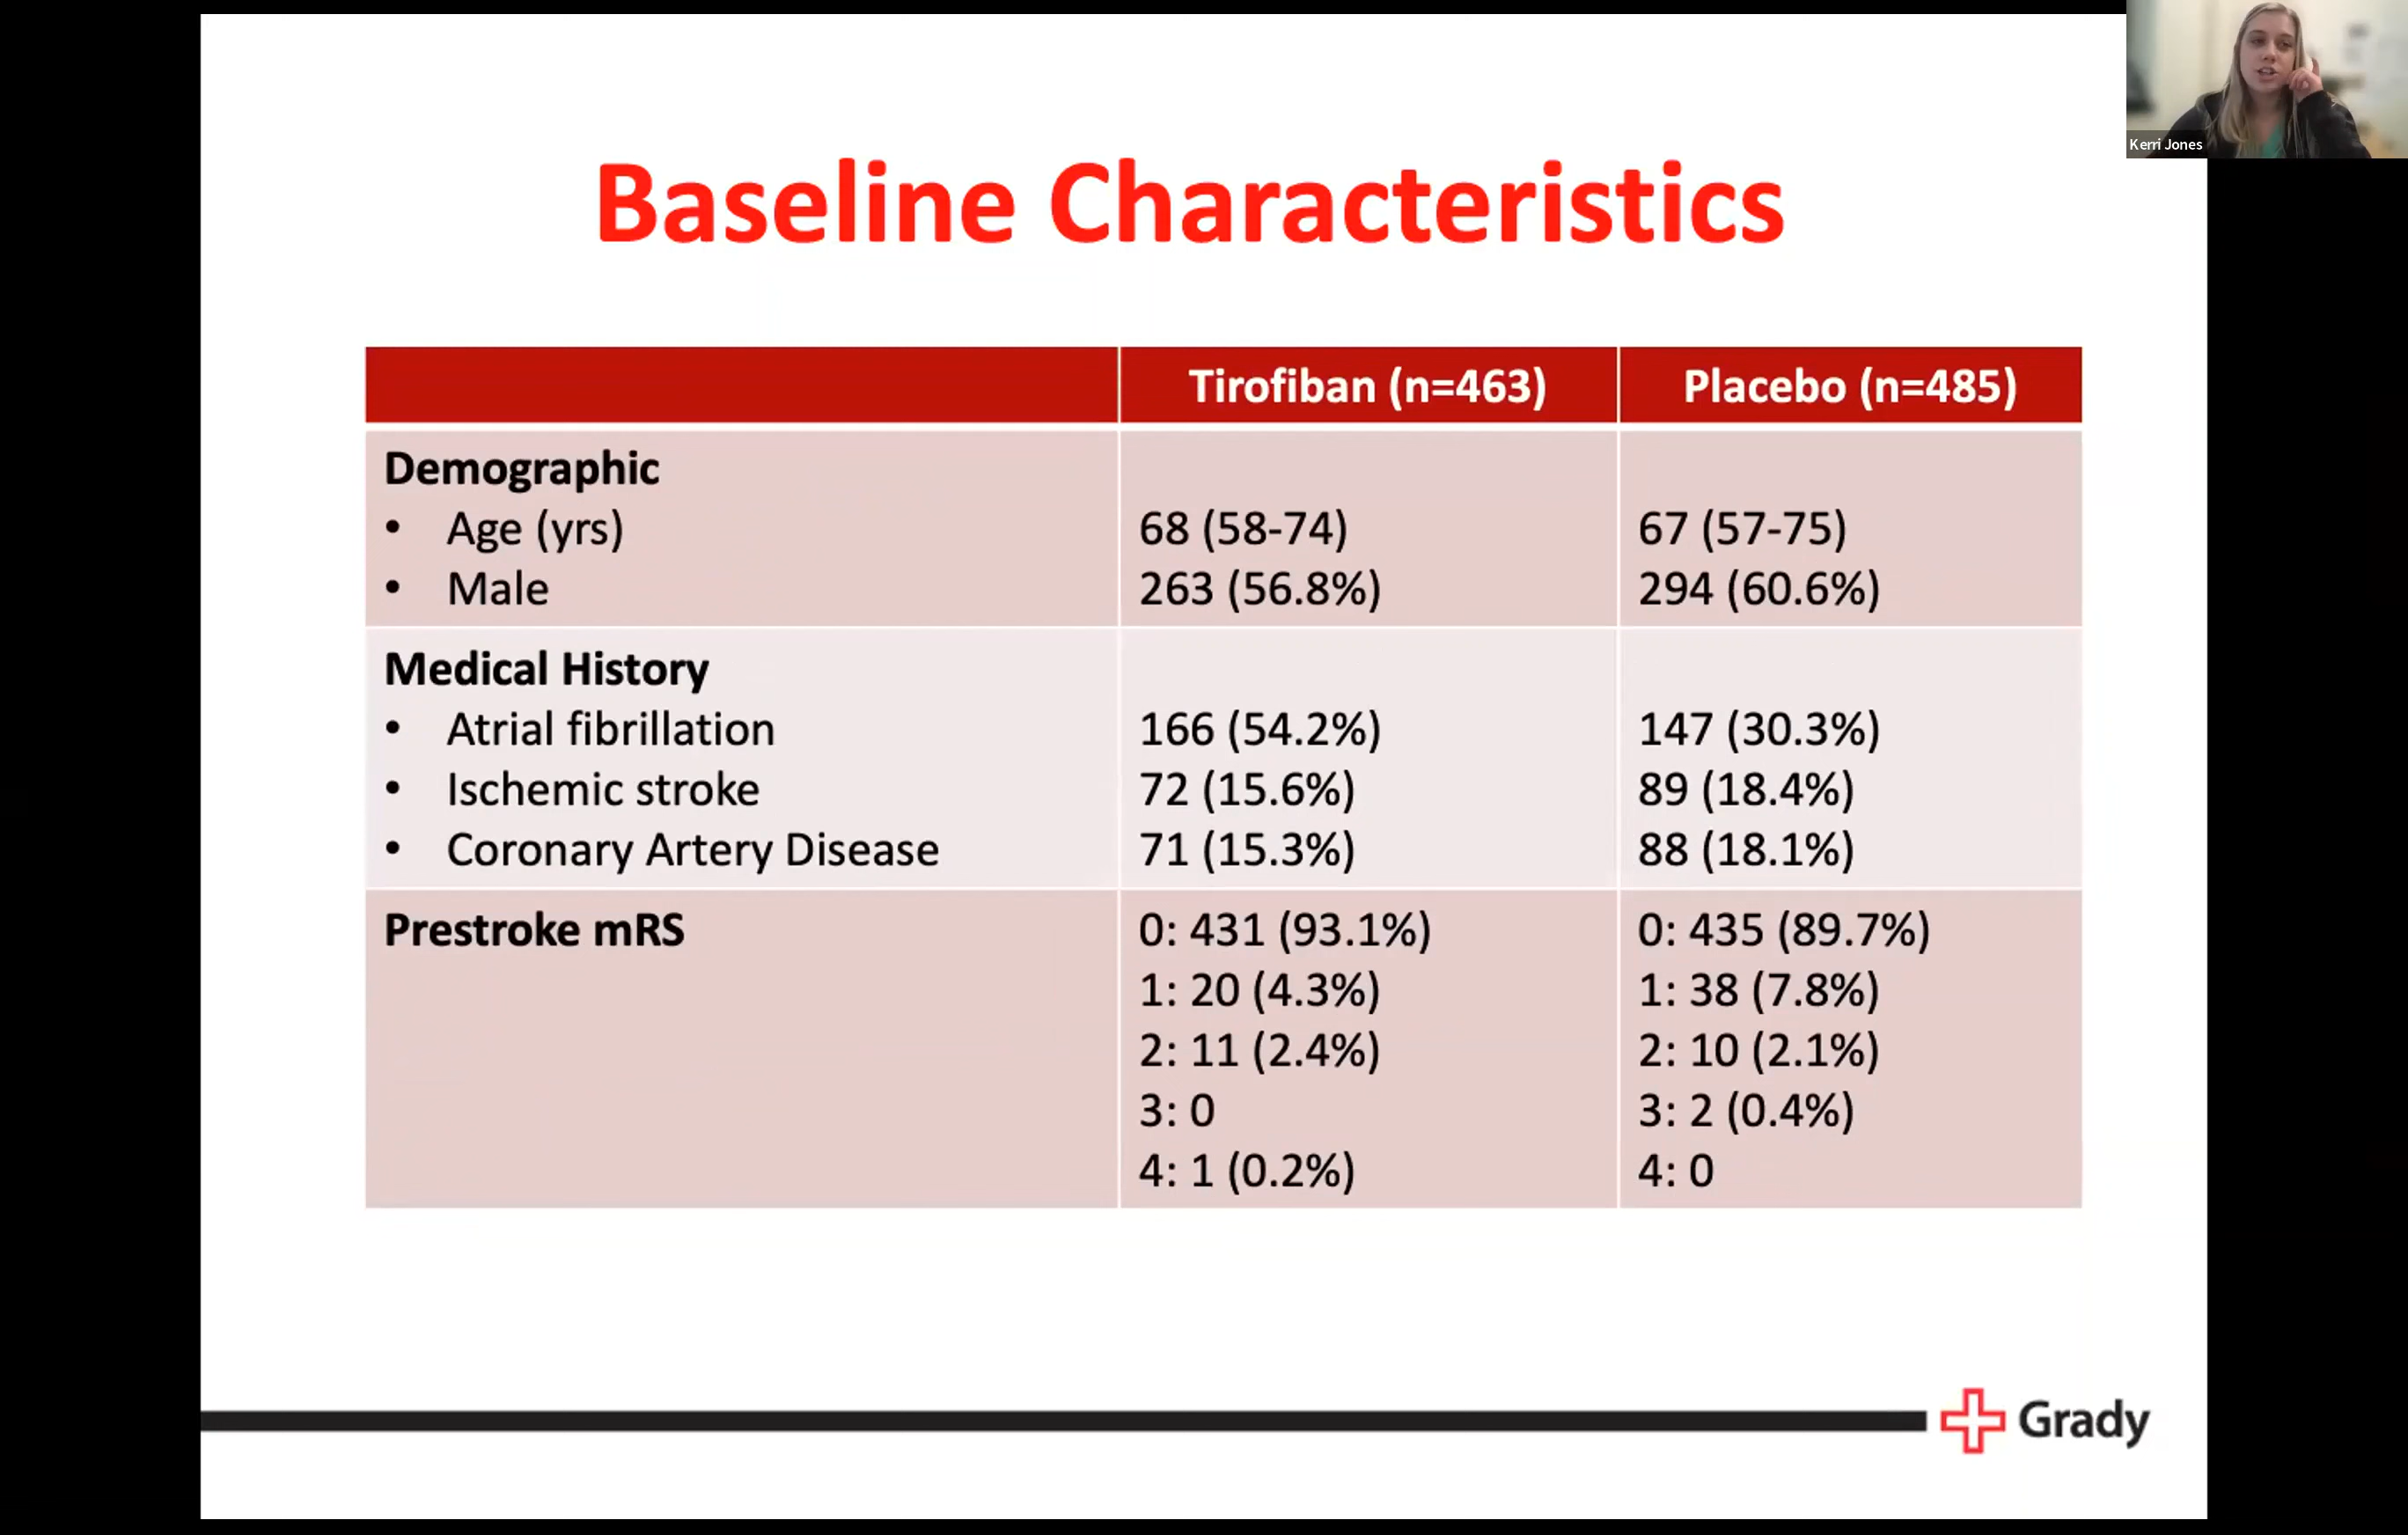 Kerri Jones
Baseline Characteristics
Tirofiban (n=463) Placebo (n=485)
Demographic
• Age (yrs) 68 (58-74) 67 (57-75)
• Male 263 (56.8%) 294 (60.6%)
Medical History
• Atrial fibrillation 166 (54.2%) 147 (30.3%)
• Ischemic stroke 72 (15.6%) 89 (18.4%)
• Coronary Artery Disease 71 (15.3%) 88 (18.1%)
Prestroke mRS 0: 431 (93.1%) 0: 435 (89.7%)
1: 20 (4.3%) 1: 38 (7.8%)
2: 11 (2.4%) 2: 10 (2.1%)
3: 0 3: 2 (0.4%)
4: 1 (0.2%) 4: 0
Grady